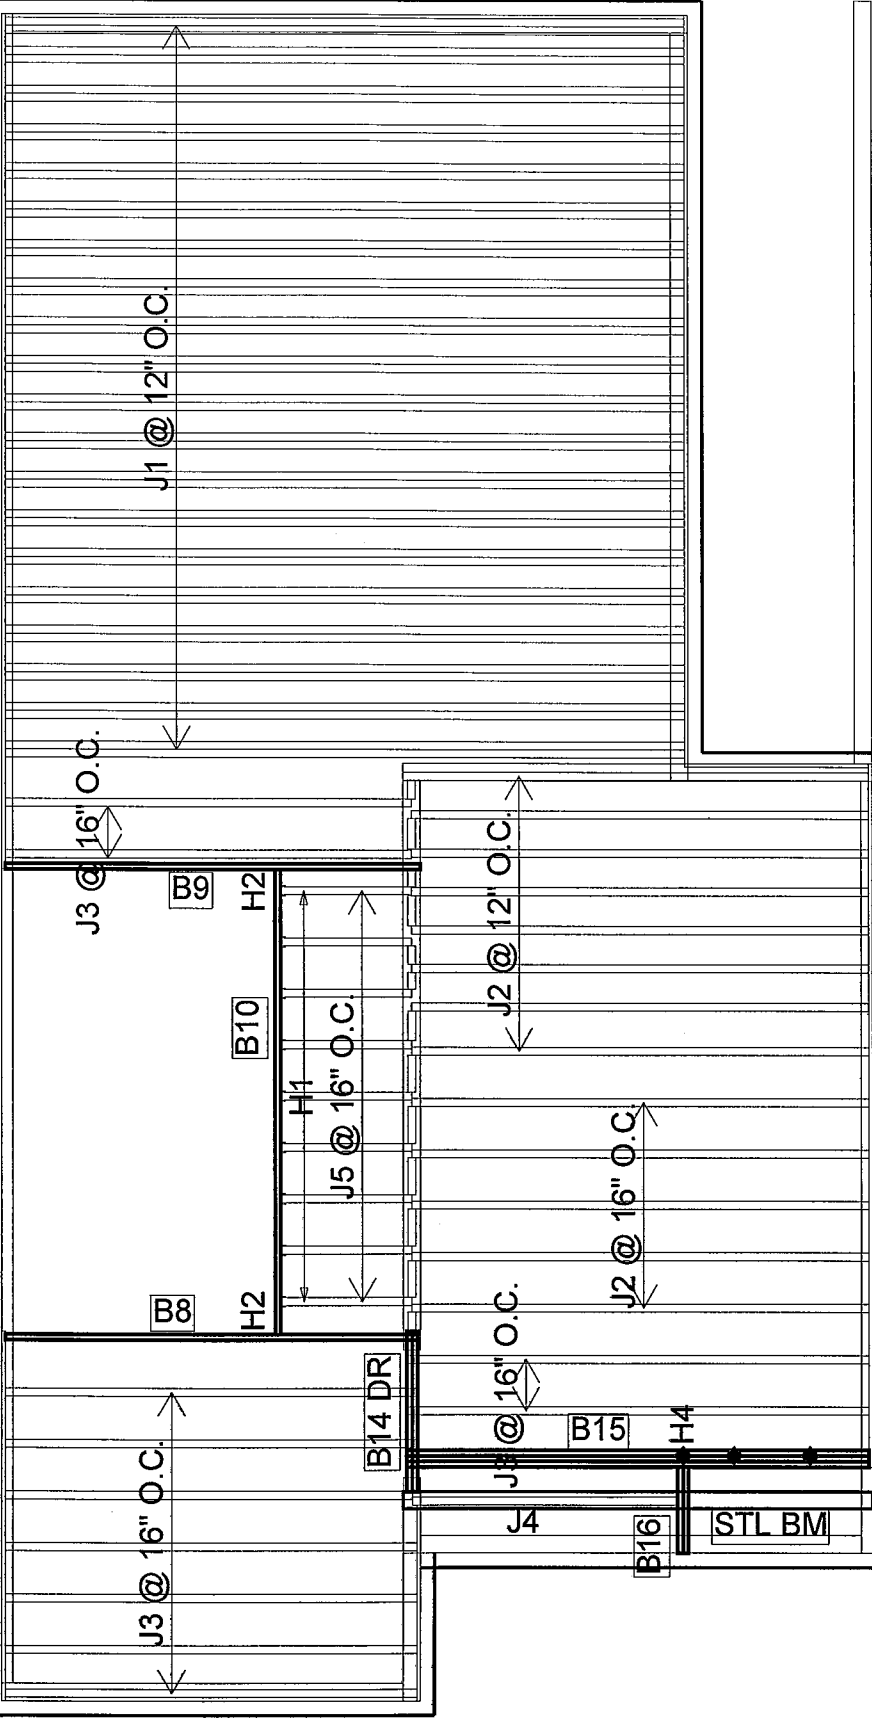 J1 @ 12" O.C.
J3 @ 16" O.C.
B9
H2
B10
J2 @ 12" O.C.
H1
J5 @ 16" O.C.
J2 @ 16" O.C.
B8
H2
J3 @ 16" O.C.
B14 DR
B15
H4
J3 @ 16" O.C.
J4
B16
STL BM